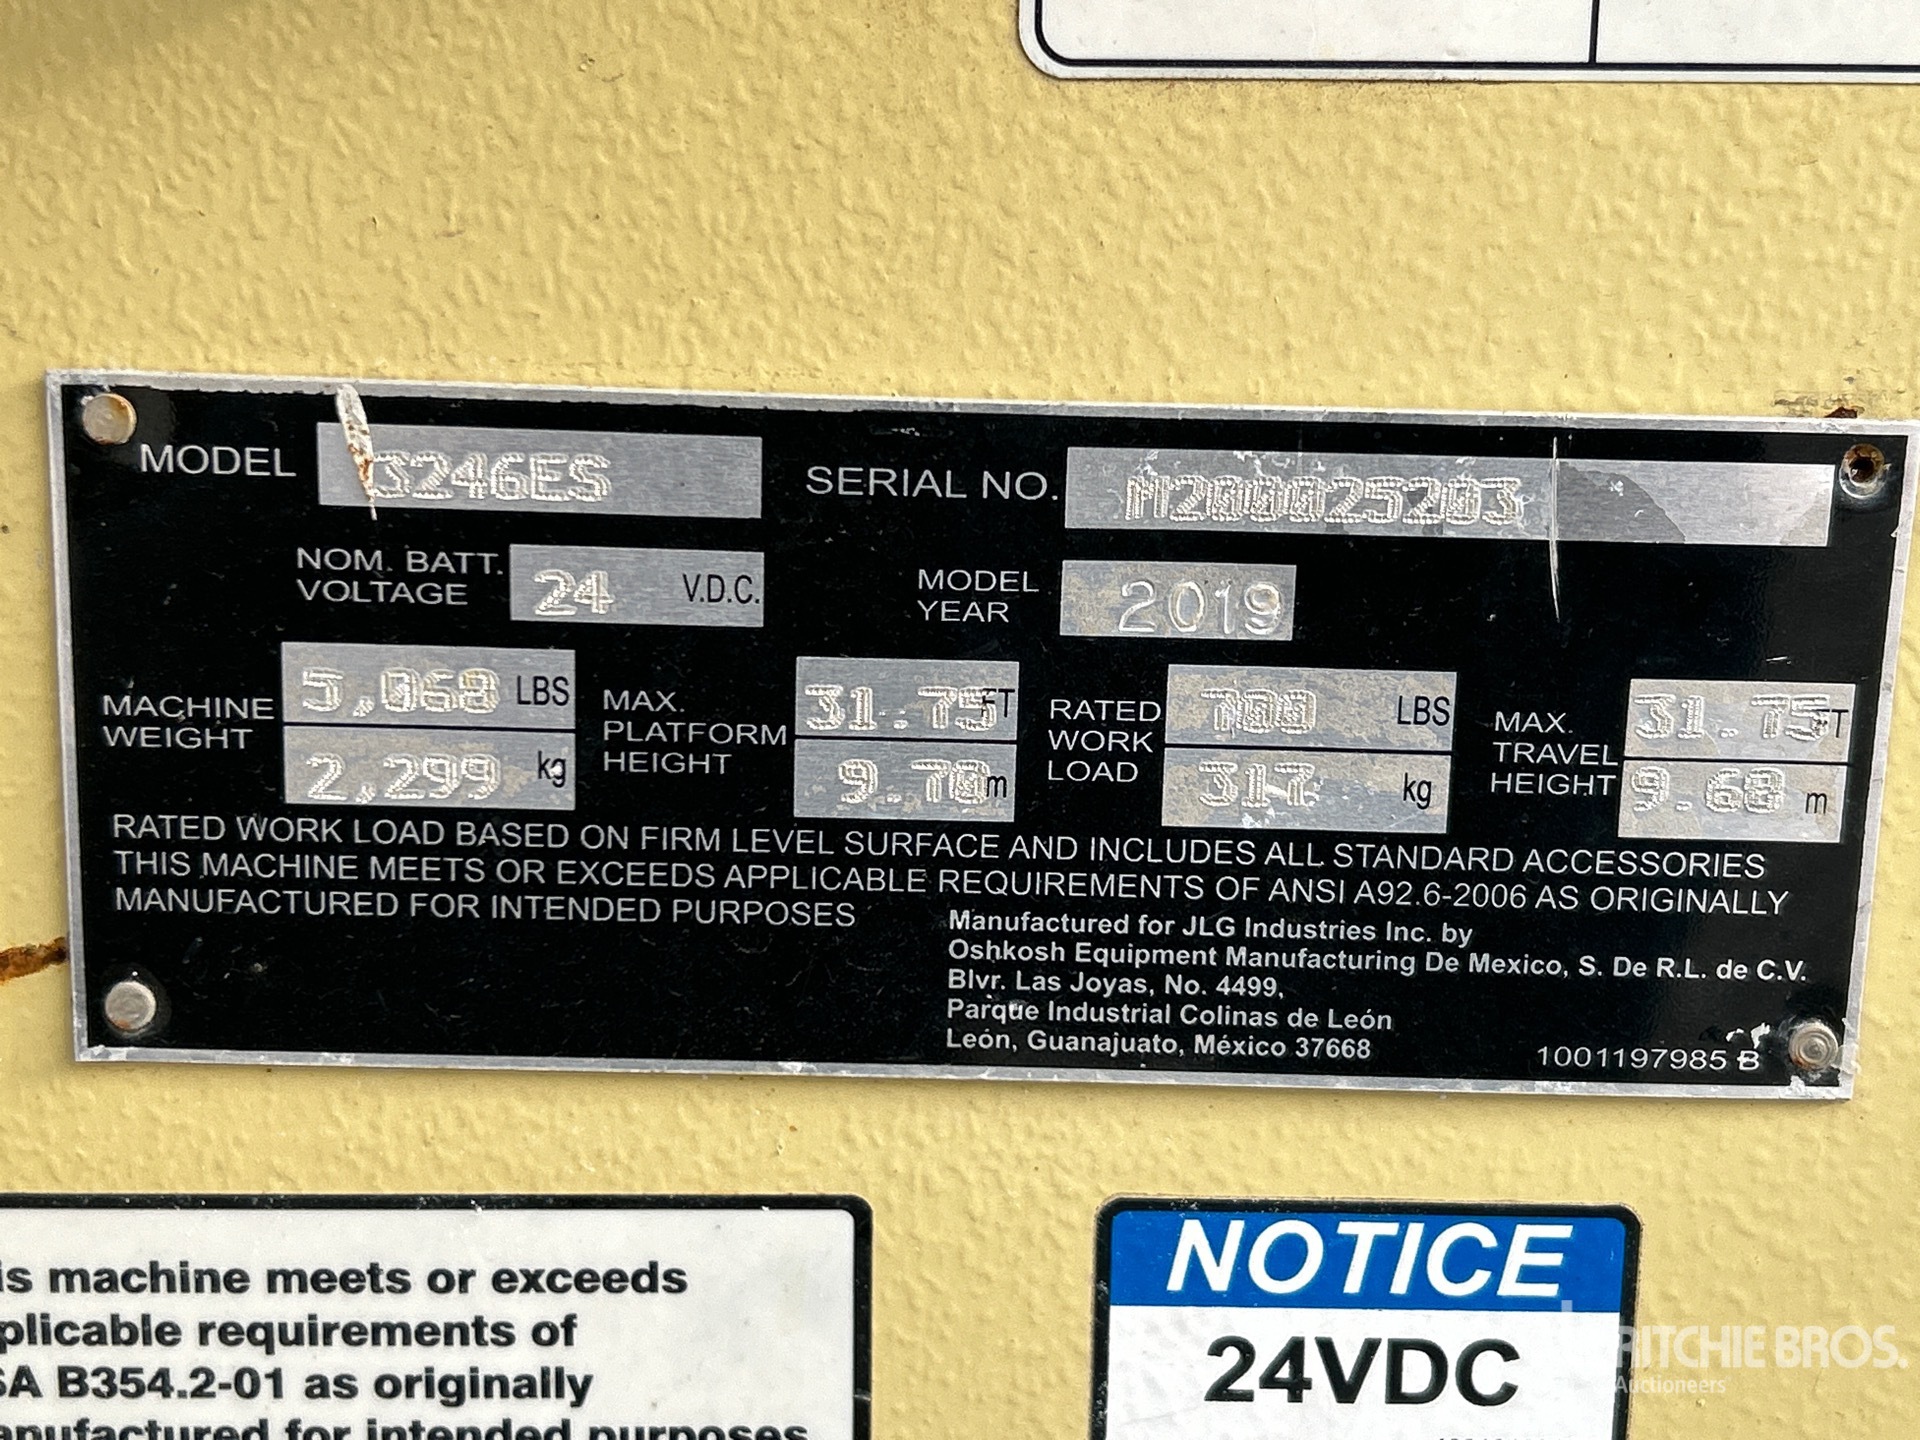 MODEL 3246ES
SERIAL NO. M200025203
NOM. BATT. VOLTAGE 24 V.D.C.
MODEL YEAR 2019
MACHINE WEIGHT 5,068 LBS
2,299 kg
MAX. PLATFORM HEIGHT 31.75 FT
9.70 m
RATED WORK LOAD 700 LBS
317 kg
MAX. TRAVEL HEIGHT 31.75 FT
9.68 m
RATED WORK LOAD BASED ON FIRM LEVEL SURFACE AND INCLUDES ALL STANDARD ACCESSORIES
THIS MACHINE MEETS OR EXCEEDS APPLICABLE REQUIREMENTS OF ANSI A92.6-2006 AS ORIGINALLY
MANUFACTURED FOR INTENDED PURPOSES
Manufactured for JLG Industries Inc. by
Oshkosh Equipment Manufacturing De Mexico, S. De R.L. de C.V.
Blvr. Las Joyas, No. 4499,
Parque Industrial Colinas de León
León, Guanajuato, México 37668
1001197985 B
is machine meets or exceeds
plicable requirements of
SA B354.2-01 as originally
anufactured for intended purposes
NOTICE
24VDC
RITCHIE BROS.
Auctioneers